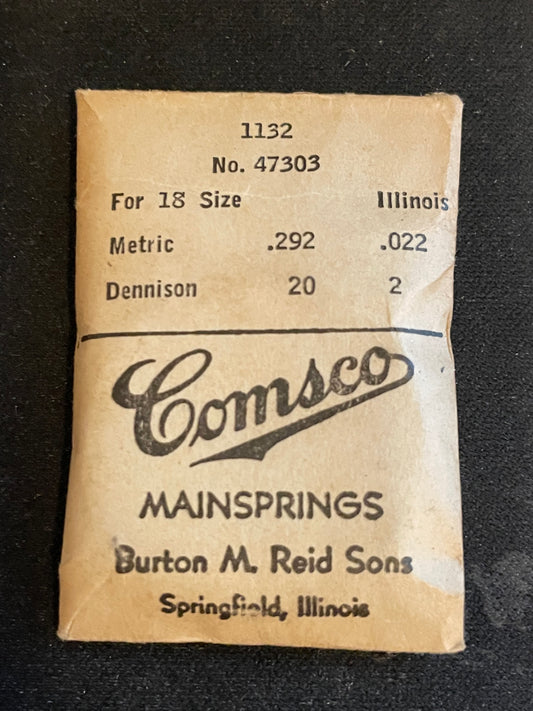 1132
No. 47303
For 18 Size Illinois
Metric .292 .022
Dennison 20 2
Comsco
MAINSPRINGS
Burton M. Reid Sons
Springfield, Illinois